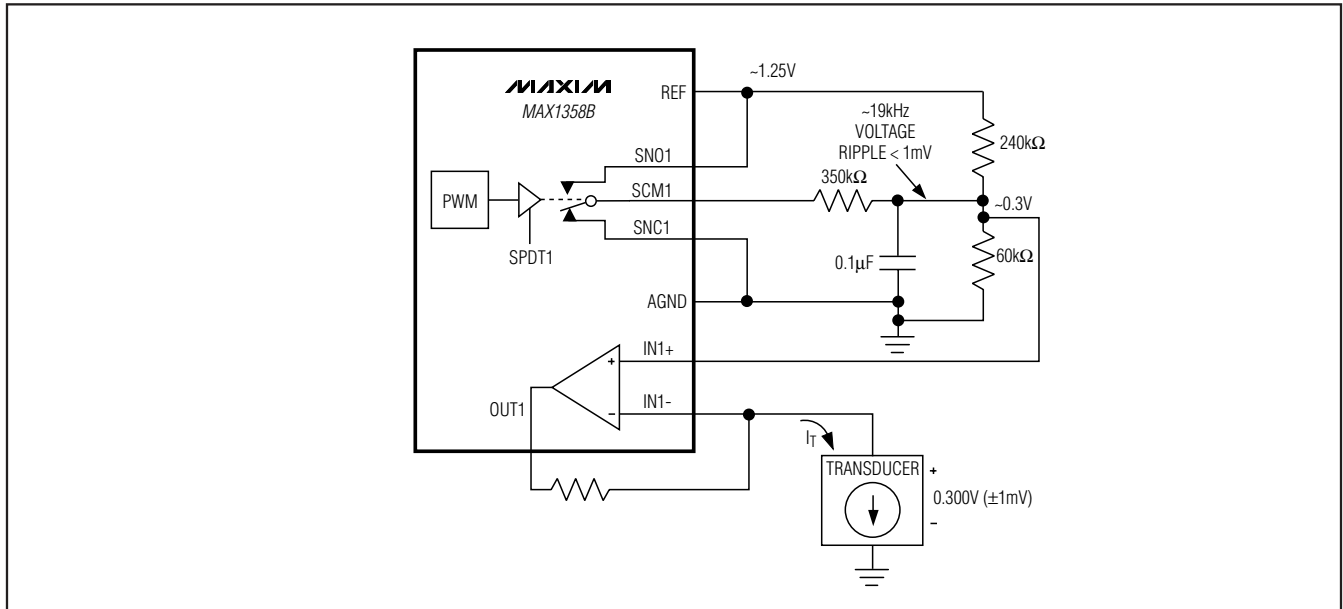 MAXIM
MAX1358B
REF
~1.25V
~19kHz
VOLTAGE
RIPPLE < 1mV
240kΩ
SNO1
350kΩ
SCM1
PWM
~0.3V
SNC1
SPDT1
0.1µF
60kΩ
AGND
IN1+
+
OUT1
IN1-
−
IT
TRANSDUCER
+
0.300V (±1mV)
−